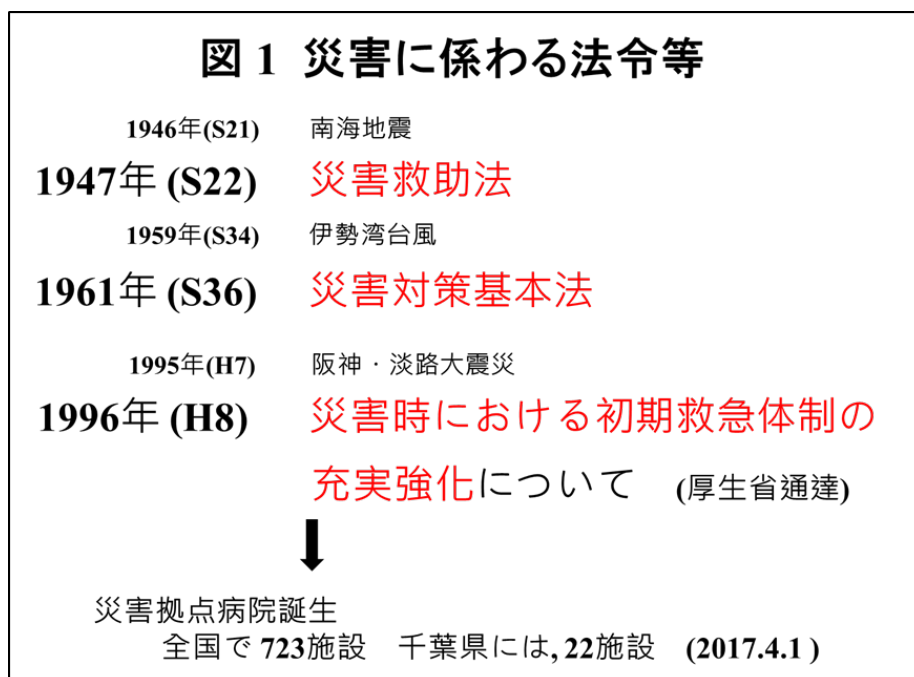 図 1 災害に係わる法令等
1946年(S21) 南海地震
1947年 (S22) 災害救助法
1959年(S34) 伊勢湾台風
1961年 (S36) 災害対策基本法
1995年(H7) 阪神・淡路大震災
1996年 (H8) 災害時における初期救急体制の
充実強化について (厚生省通達)
災害拠点病院誕生
全国で 723施設 千葉県には, 22施設 (2017.4.1 )